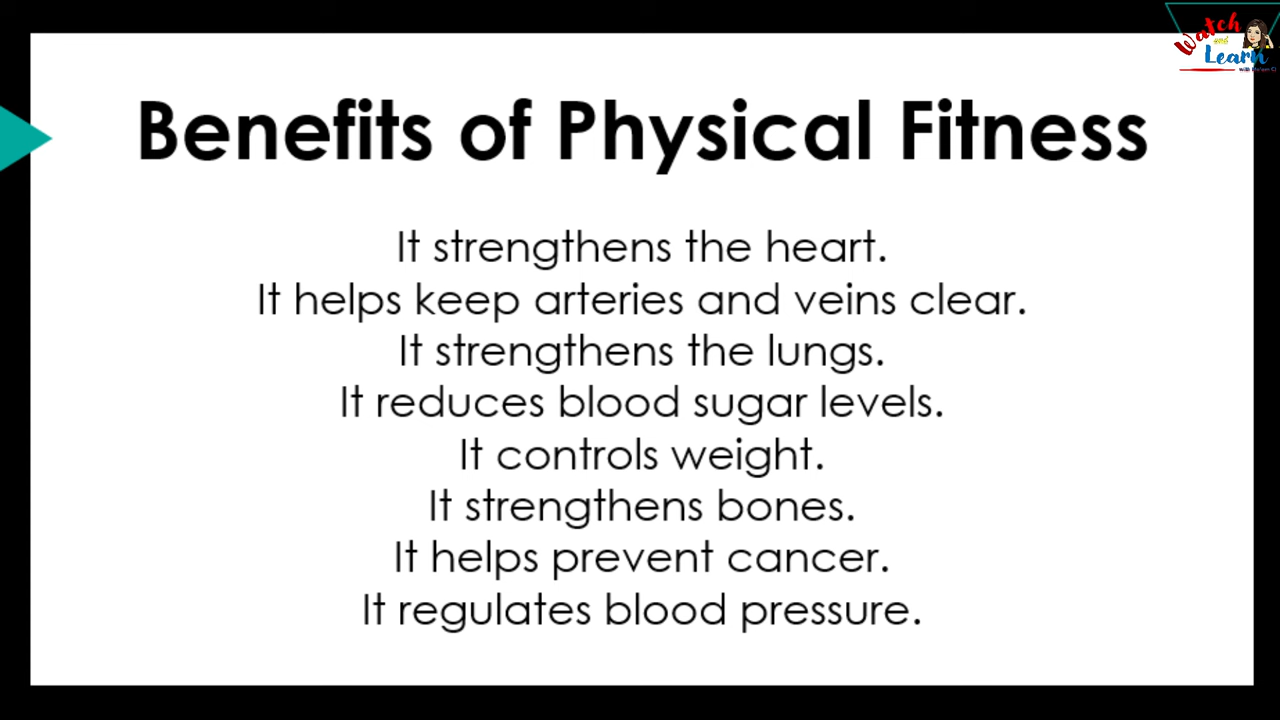 Watch
and
Learn
Benefits of Physical Fitness
It strengthens the heart.
It helps keep arteries and veins clear.
It strengthens the lungs.
It reduces blood sugar levels.
It controls weight.
It strengthens bones.
It helps prevent cancer.
It regulates blood pressure.